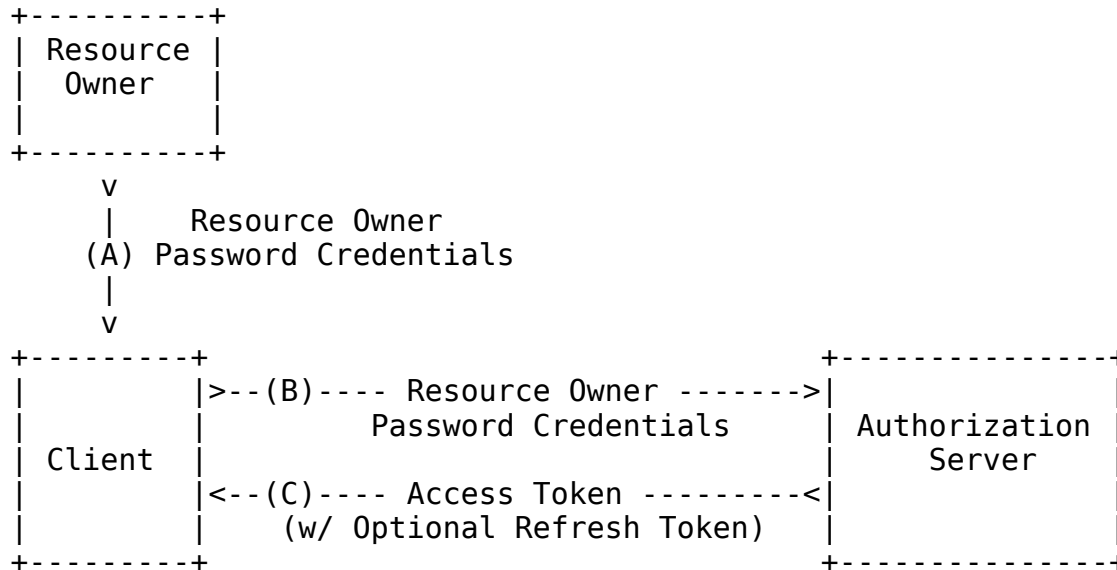 +----------+
| Resource |
|  Owner   |
|          |
+----------+
     v
     |    Resource Owner
    (A) Password Credentials
     |
     v
+---------+                                  +---------------+
|         |>--(B)---- Resource Owner ------->|               |
|         |         Password Credentials     | Authorization |
| Client  |                                  |     Server    |
|         |<--(C)---- Access Token ---------<|               |
|         |    (w/ Optional Refresh Token)   |               |
+---------+                                  +---------------+